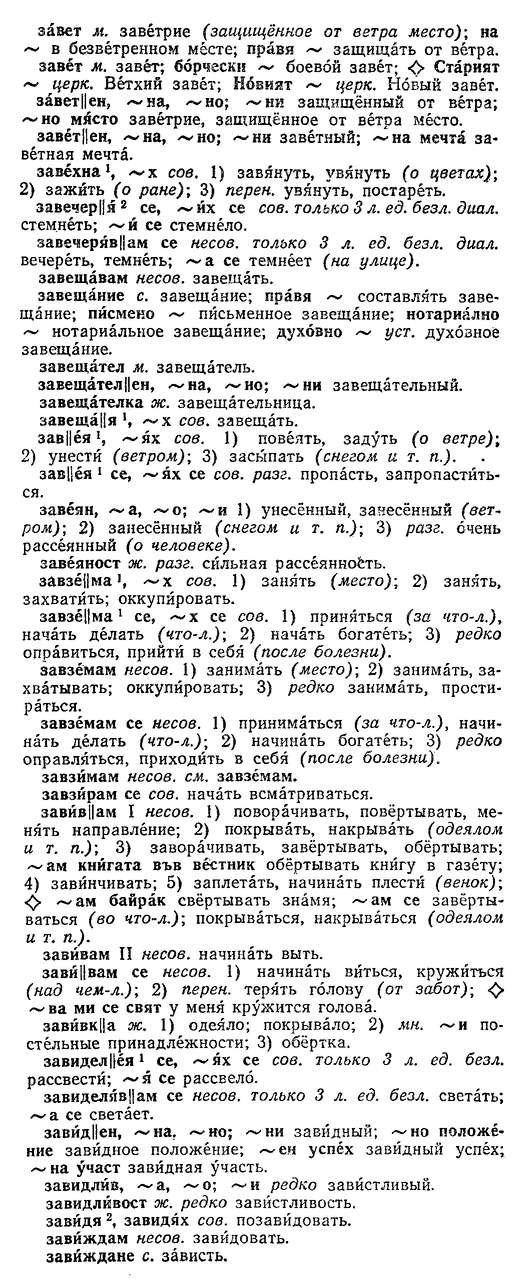 за́вет м. заве́трие (защищённое от ветра место); на
~ в безве́тренном ме́сте; пра́вя ~ защища́ть от ве́тра.
заве́т м. заве́т; бо́рчески ~ боево́й заве́т; ◇ Ста́рият
~ церк. Ве́тхий заве́т; Но́вият ~ церк. Но́вый заве́т.
за́вет||ен, ~на, ~но; ~ни защищённый от ве́тра;
~но мя́сто заве́трие, защищённое от ве́тра ме́сто.
заве́т||ен, ~на, ~но; ~ни заве́тный; ~на мечта́ за-
ве́тная мечта́.
заве́хна¹, ~х сов. 1) завя́нуть, увя́нуть (о цветах);
2) зажи́ть (о ране); 3) перен. увя́нуть, постаре́ть.
завечер||я́² се, ~и́х се сов. только 3 л. ед. безл. диал.
стемне́ть; ~и́ се стемне́ло.
завечеря́в||ам се несов. только 3 л. ед. безл. диал.
вечере́ть, темне́ть; ~а се темне́ет (на улице).
завеща́вам несов. завеща́ть.
завеща́ние с. завеща́ние; пра́вя ~ составля́ть заве-
ща́ние; пи́смено ~ пи́сьменное завеща́ние; нотариа́лно
~ нотариа́льное завеща́ние; духо́вно ~ уст. духо́вное
завеща́ние.
завеща́тел м. завеща́тель.
завеща́тел||ен, ~на, ~но; ~ни завеща́тельный.
завеща́телка ж. завеща́тельница.
завеща́||я¹, ~х сов. завеща́ть.
зав||е́я¹, ~я́х сов. 1) пове́ять, заду́ть (о ветре);
2) унести́ (ветром); 3) засы́пать (снегом и т. п.).
зав||е́я¹ се, ~я́х се сов. разг. пропа́сть, запропасти́ть-
ся.
заве́ян, ~а, ~о; ~и 1) унесённый, занесённый (вет-
ром); 2) занесённый (снегом и т. п.); 3) разг. о́чень
рассе́янный (о человеке).
заве́яност ж. разг. си́льная рассе́янность.
завзе́||ма¹, ~х сов. 1) заня́ть (место); 2) заня́ть,
захвати́ть; оккупи́ровать.
завзе́||ма¹ се, ~х се сов. 1) приня́ться (за что-л.),
нача́ть де́лать (что-л.); 2) нача́ть богате́ть; 3) редко
опра́виться, прийти́ в себя́ (после болезни).
завзе́мам несов. 1) занима́ть (место); 2) занима́ть, за-
хва́тывать; оккупи́ровать; 3) редко занима́ть, прости-
ра́ться.
завзе́мам се несов. 1) принима́ться (за что-л.), начи-
на́ть де́лать (что-л.); 2) начина́ть богате́ть; 3) редко
оправля́ться, приходи́ть в себя́ (после болезни).
завзи́мам несов. см. завзе́мам.
завзи́рам се сов. нача́ть всма́триваться.
зави́в||ам I несов. 1) повора́чивать, повёртывать, ме-
ня́ть направле́ние; 2) покрыва́ть, накрыва́ть (одеялом
и т. п.); 3) завора́чивать, завёртывать, обёртывать;
~ам кни́гата във ве́стник обёртывать кни́гу в газе́ту;
4) зави́нчивать; 5) заплета́ть, начина́ть плести́ (венок);
◇ ~ам байра́к свёртывать зна́мя; ~ам се завёрты-
ваться (во что-л.); покрыва́ться, накрыва́ться (одеялом
и т. п.).
зави́вам II несов. начина́ть выть.
зави́||вам се несов. 1) начина́ть ви́ться, кружи́ться
(над чем-л.); 2) перен. теря́ть го́лову (от забот); ◇
~ва ми се свят у меня́ кру́жится голова́.
зави́вк||а ж. 1) одея́ло; покрыва́ло; 2) мн. ~и по-
сте́льные принадле́жности; 3) обёртка.
завидел||е́я¹ се, ~я́х се сов. только 3 л. ед. безл.
рассвести́; ~я́ се рассвело́.
завиделя́в||ам се несов. только 3 л. ед. безл. света́ть;
~а се света́ет.
зави́д||ен, ~на, ~но; ~ни зави́дный; ~но положе́-
ние зави́дное положе́ние; ~ен успе́х зави́дный успе́х;
~на у́част зави́дная у́часть.
завидли́в, ~а, ~о; ~и редко зави́стливый.
завидли́вост ж. редко зави́стливость.
зави́дя², зави́дях сов. позави́довать.
зави́ждам несов. зави́довать.
зави́ждане с. за́висть.